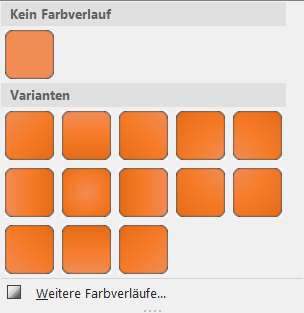 Kein Farbverlauf
Varianten
Weitere Farbverläufe...